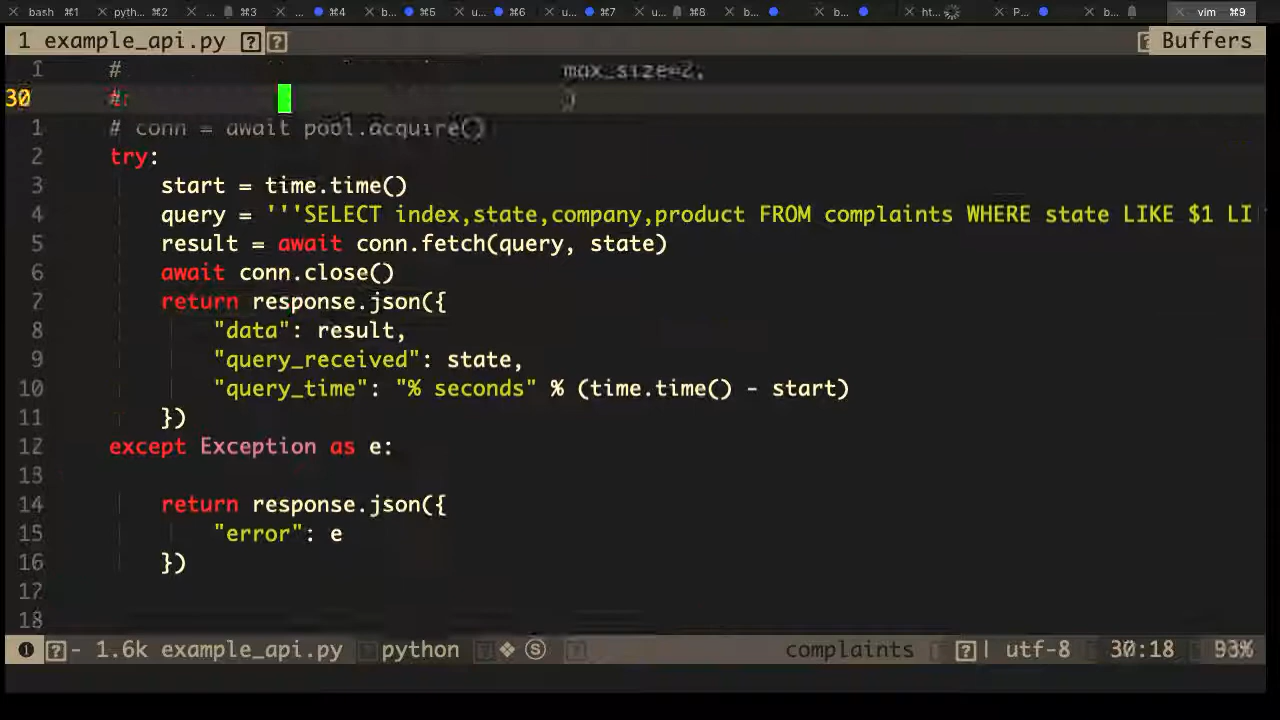 bash ⌘1 pyth... ⌘2 ... ⌘3 ... ⌘4 b... ⌘5 u... ⌘6 u... ⌘7 u... ⌘8 b... b... ht... P... b... vim ⌘9
1 example_api.py Buffers
1 # max_size=2,
30 # )
1 # conn = await pool.acquire()
2 try:
3 start = time.time()
4 query = '''SELECT index,state,company,product FROM complaints WHERE state LIKE $1 LI
5 result = await conn.fetch(query, state)
6 await conn.close()
7 return response.json({
8 "data": result,
9 "query_received": state,
10 "query_time": "% seconds" % (time.time() - start)
11 })
12 except Exception as e:
13
14 return response.json({
15 "error": e
16 })
17
18
1 - 1.6k example_api.py python S complaints utf-8 30:18 93%